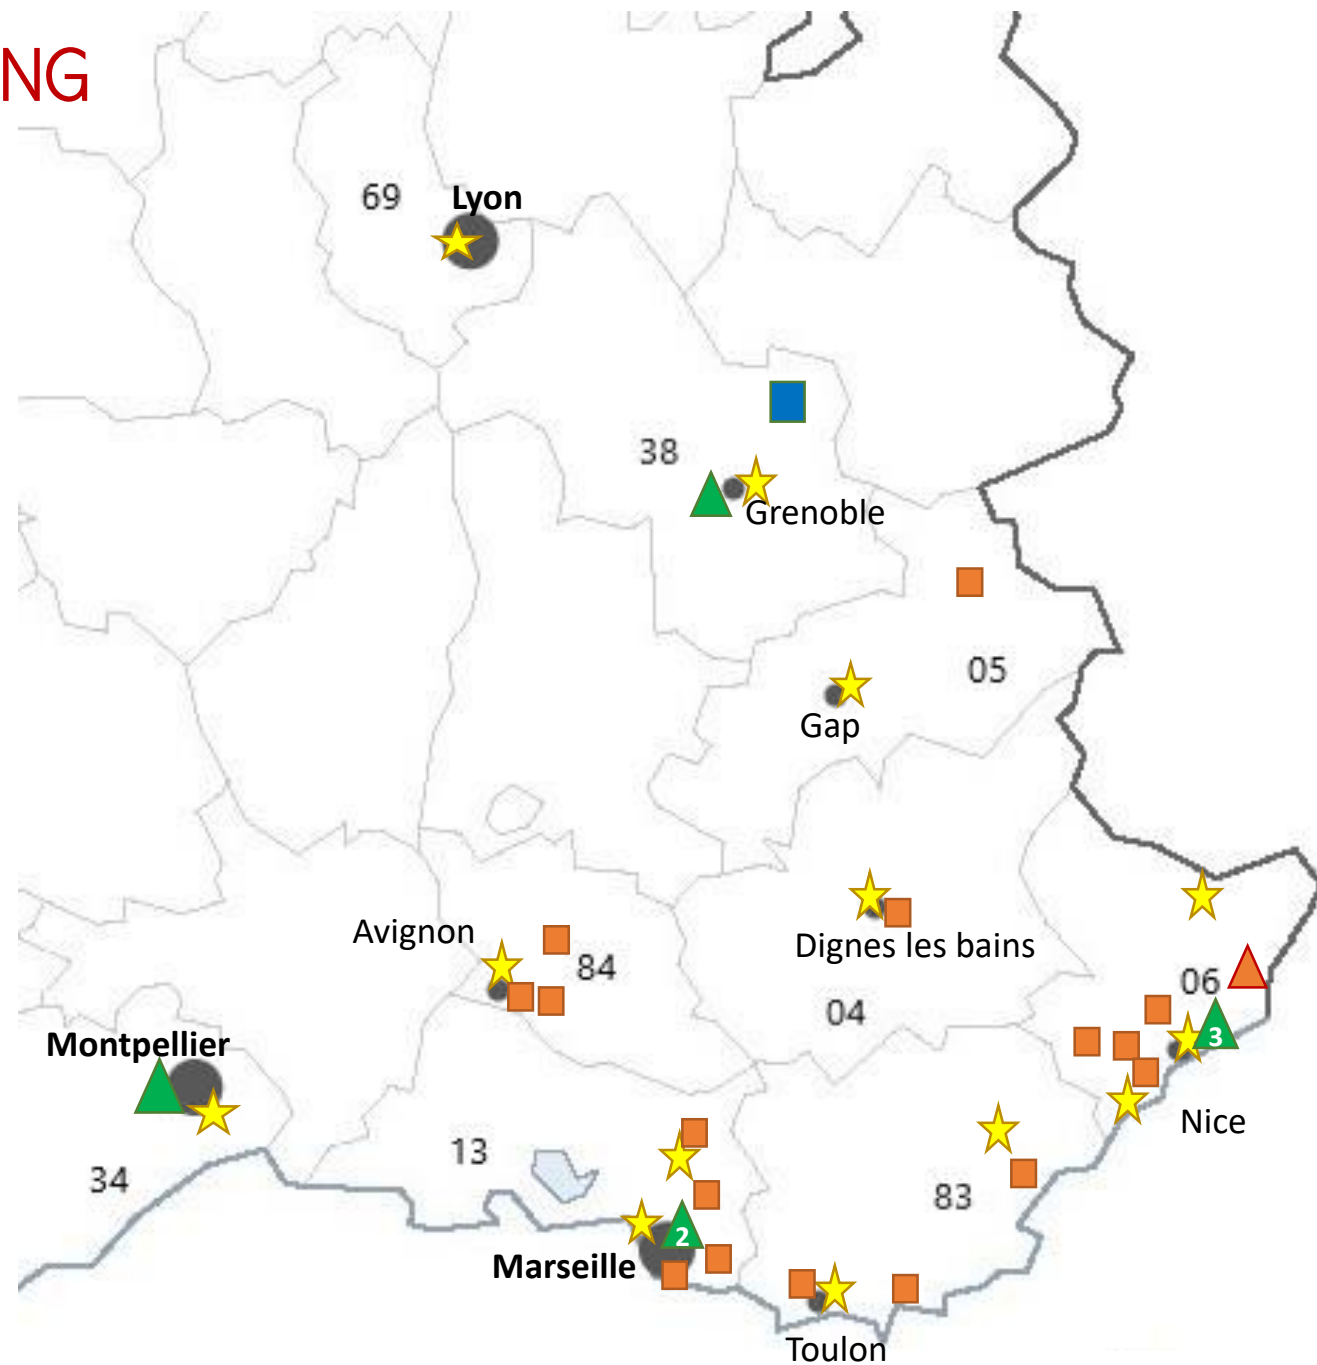 NG
69
Lyon
38
Grenoble
05
Gap
Avignon
84
Dignes les bains
04
06
3
Montpellier
Nice
34
13
83
2
Marseille
Toulon